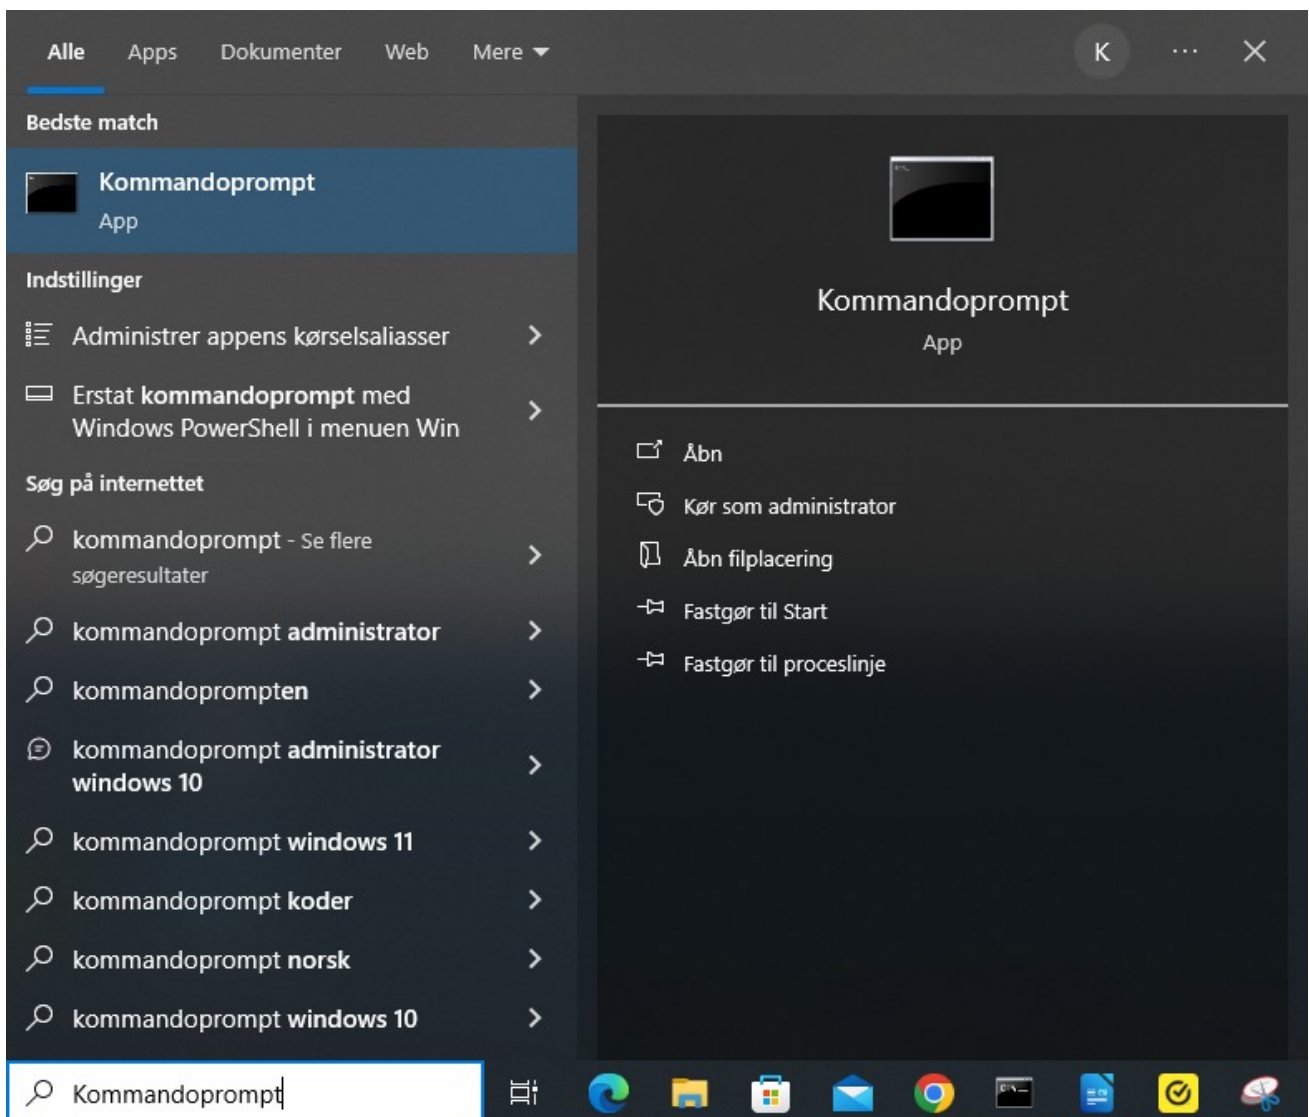 Alle Apps Dokumenter Web Mere K ...
Bedste match
Kommandoprompt
App
Indstillinger
Administrer appens kørselsaliasser
Erstat kommandoprompt med
Windows PowerShell i menuen Win
Søg på internettet
kommandoprompt - Se flere
søgeresultater
kommandoprompt administrator
kommandoprompten
kommandoprompt administrator
windows 10
kommandoprompt windows 11
kommandoprompt koder
kommandoprompt norsk
kommandoprompt windows 10
Kommandoprompt
App
Åbn
Kør som administrator
Åbn filplacering
Fastgør til Start
Fastgør til proceslinje
Kommandoprompt